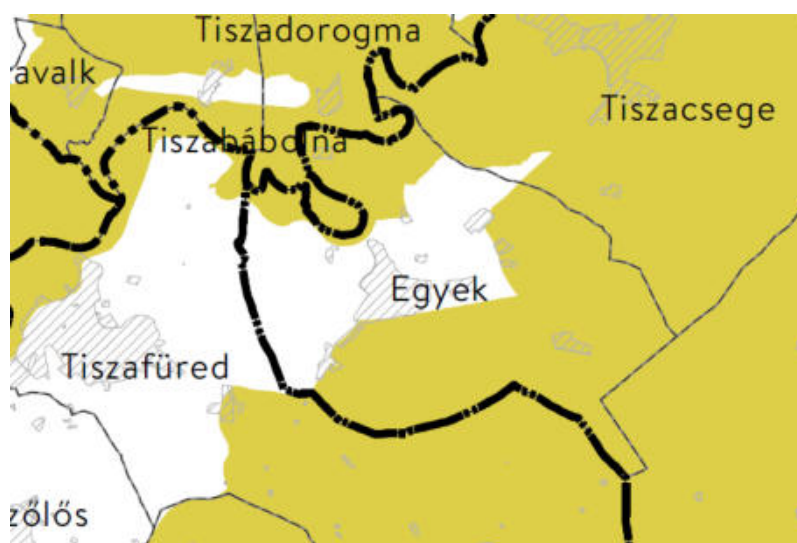 Tiszadorogma
avalk
Tiszacsege
Tiszabábolna
Egyek
Tiszafüred
zőlős